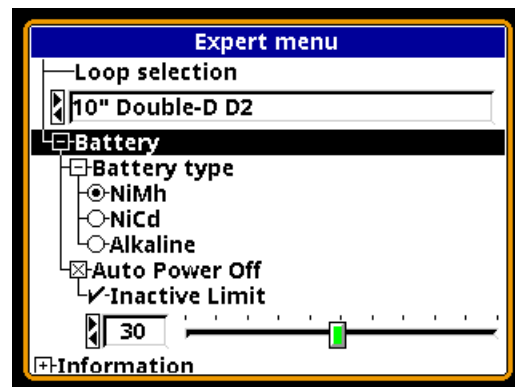 Expert menu
Loop selection
10" Double-D D2
Battery
Battery type
NiMh
NiCd
Alkaline
Auto Power Off
Inactive Limit
30
Information